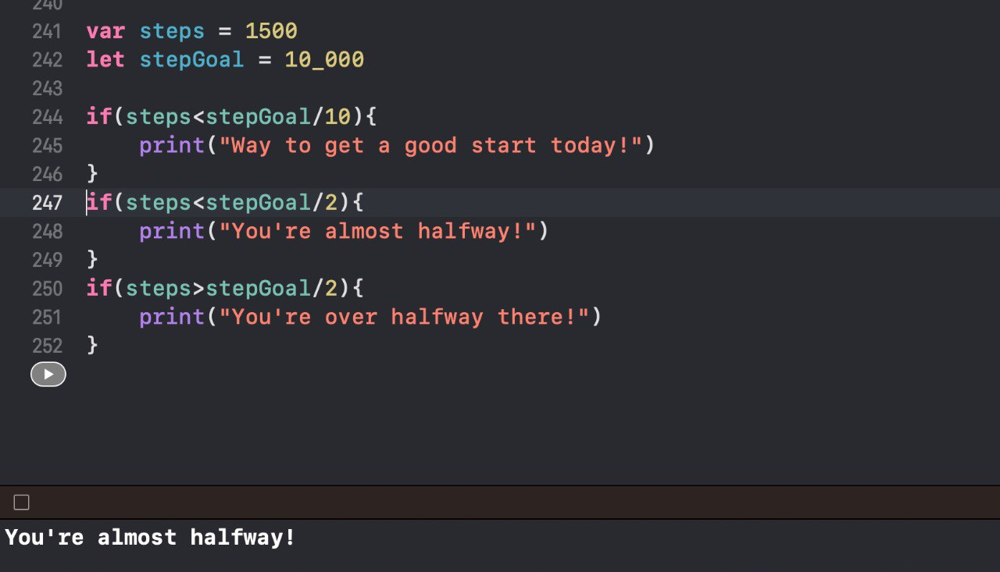 240
241 var steps = 1500
242 let stepGoal = 10_000
243
244 if(steps<stepGoal/10){
245     print("Way to get a good start today!")
246 }
247 if(steps<stepGoal/2){
248     print("You're almost halfway!")
249 }
250 if(steps>stepGoal/2){
251     print("You're over halfway there!")
252 }
You're almost halfway!